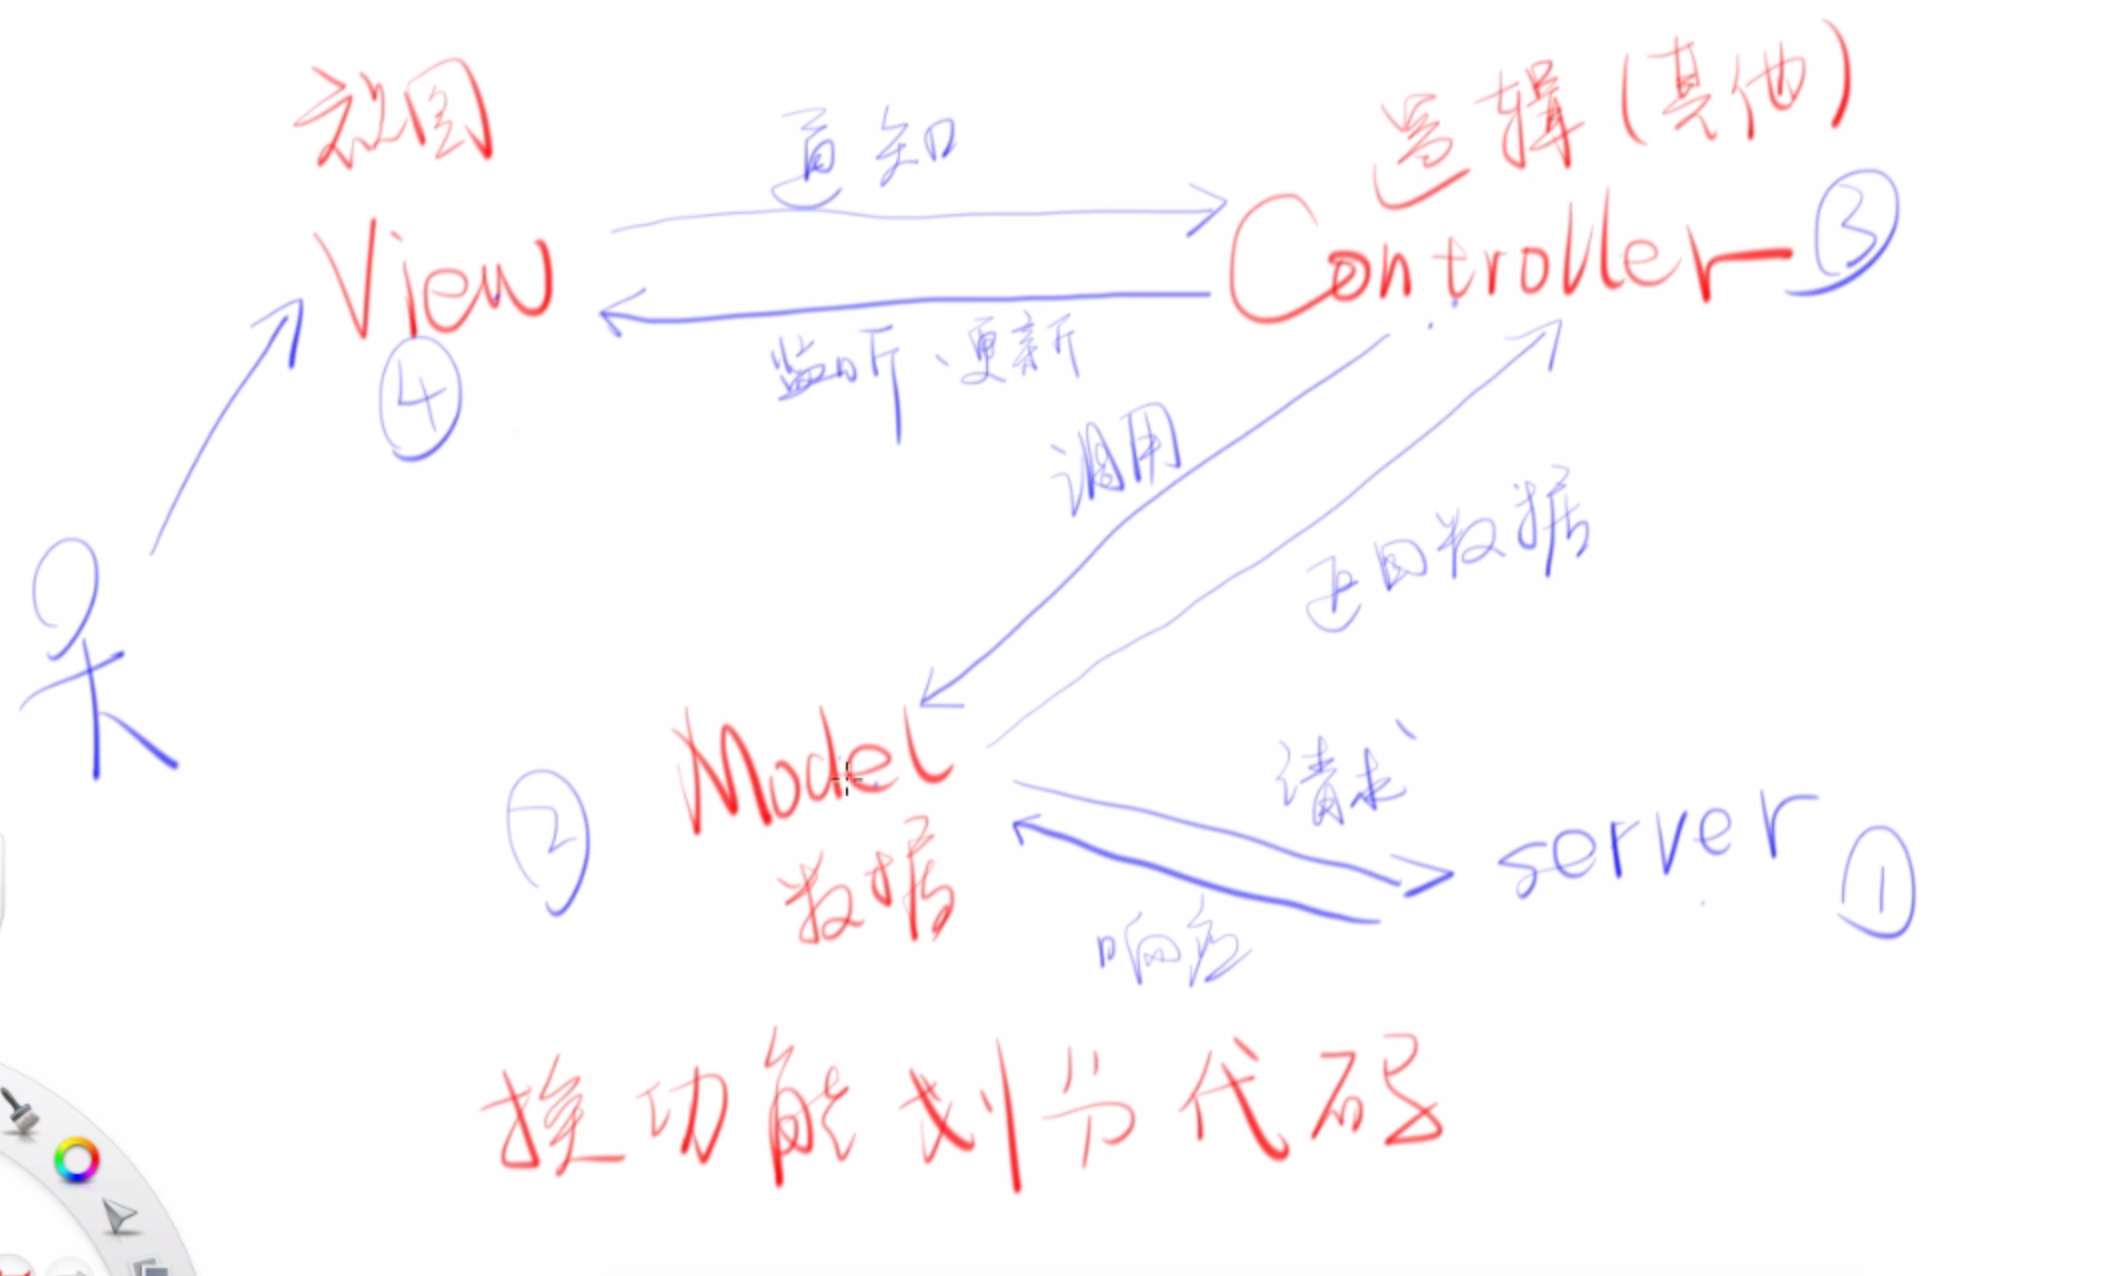 视图
逻辑(其他)
通知
View
Controller
③
监听、更新
④
调用
返回数据
Model
②
数据
请求
server
①
响应
按功能划分代码